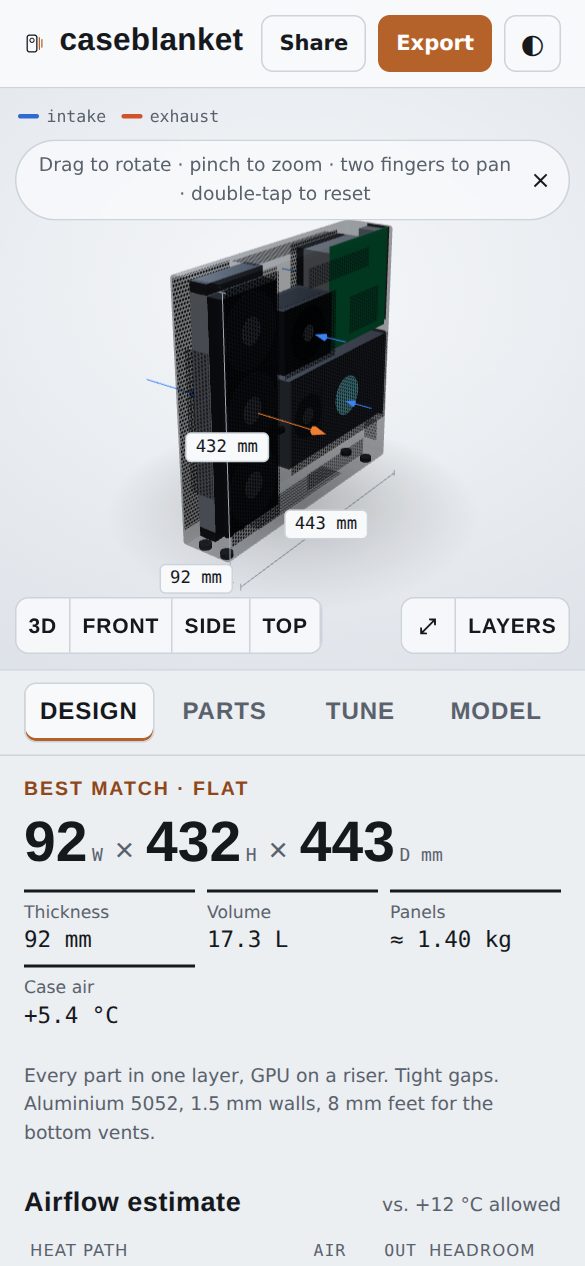 caseblanket Share Export
intake exhaust
Drag to rotate · pinch to zoom · two fingers to pan
· double-tap to reset ×
432 mm
443 mm
92 mm
3D FRONT SIDE TOP LAYERS
DESIGN PARTS TUNE MODEL
BEST MATCH · FLAT
92 W × 432 H × 443 D mm
Thickness Volume Panels
92 mm 17.3 L ≈ 1.40 kg
Case air
+5.4 °C
Every part in one layer, GPU on a riser. Tight gaps.
Aluminium 5052, 1.5 mm walls, 8 mm feet for the
bottom vents.
Airflow estimate vs. +12 °C allowed
HEAT PATH AIR OUT HEADROOM